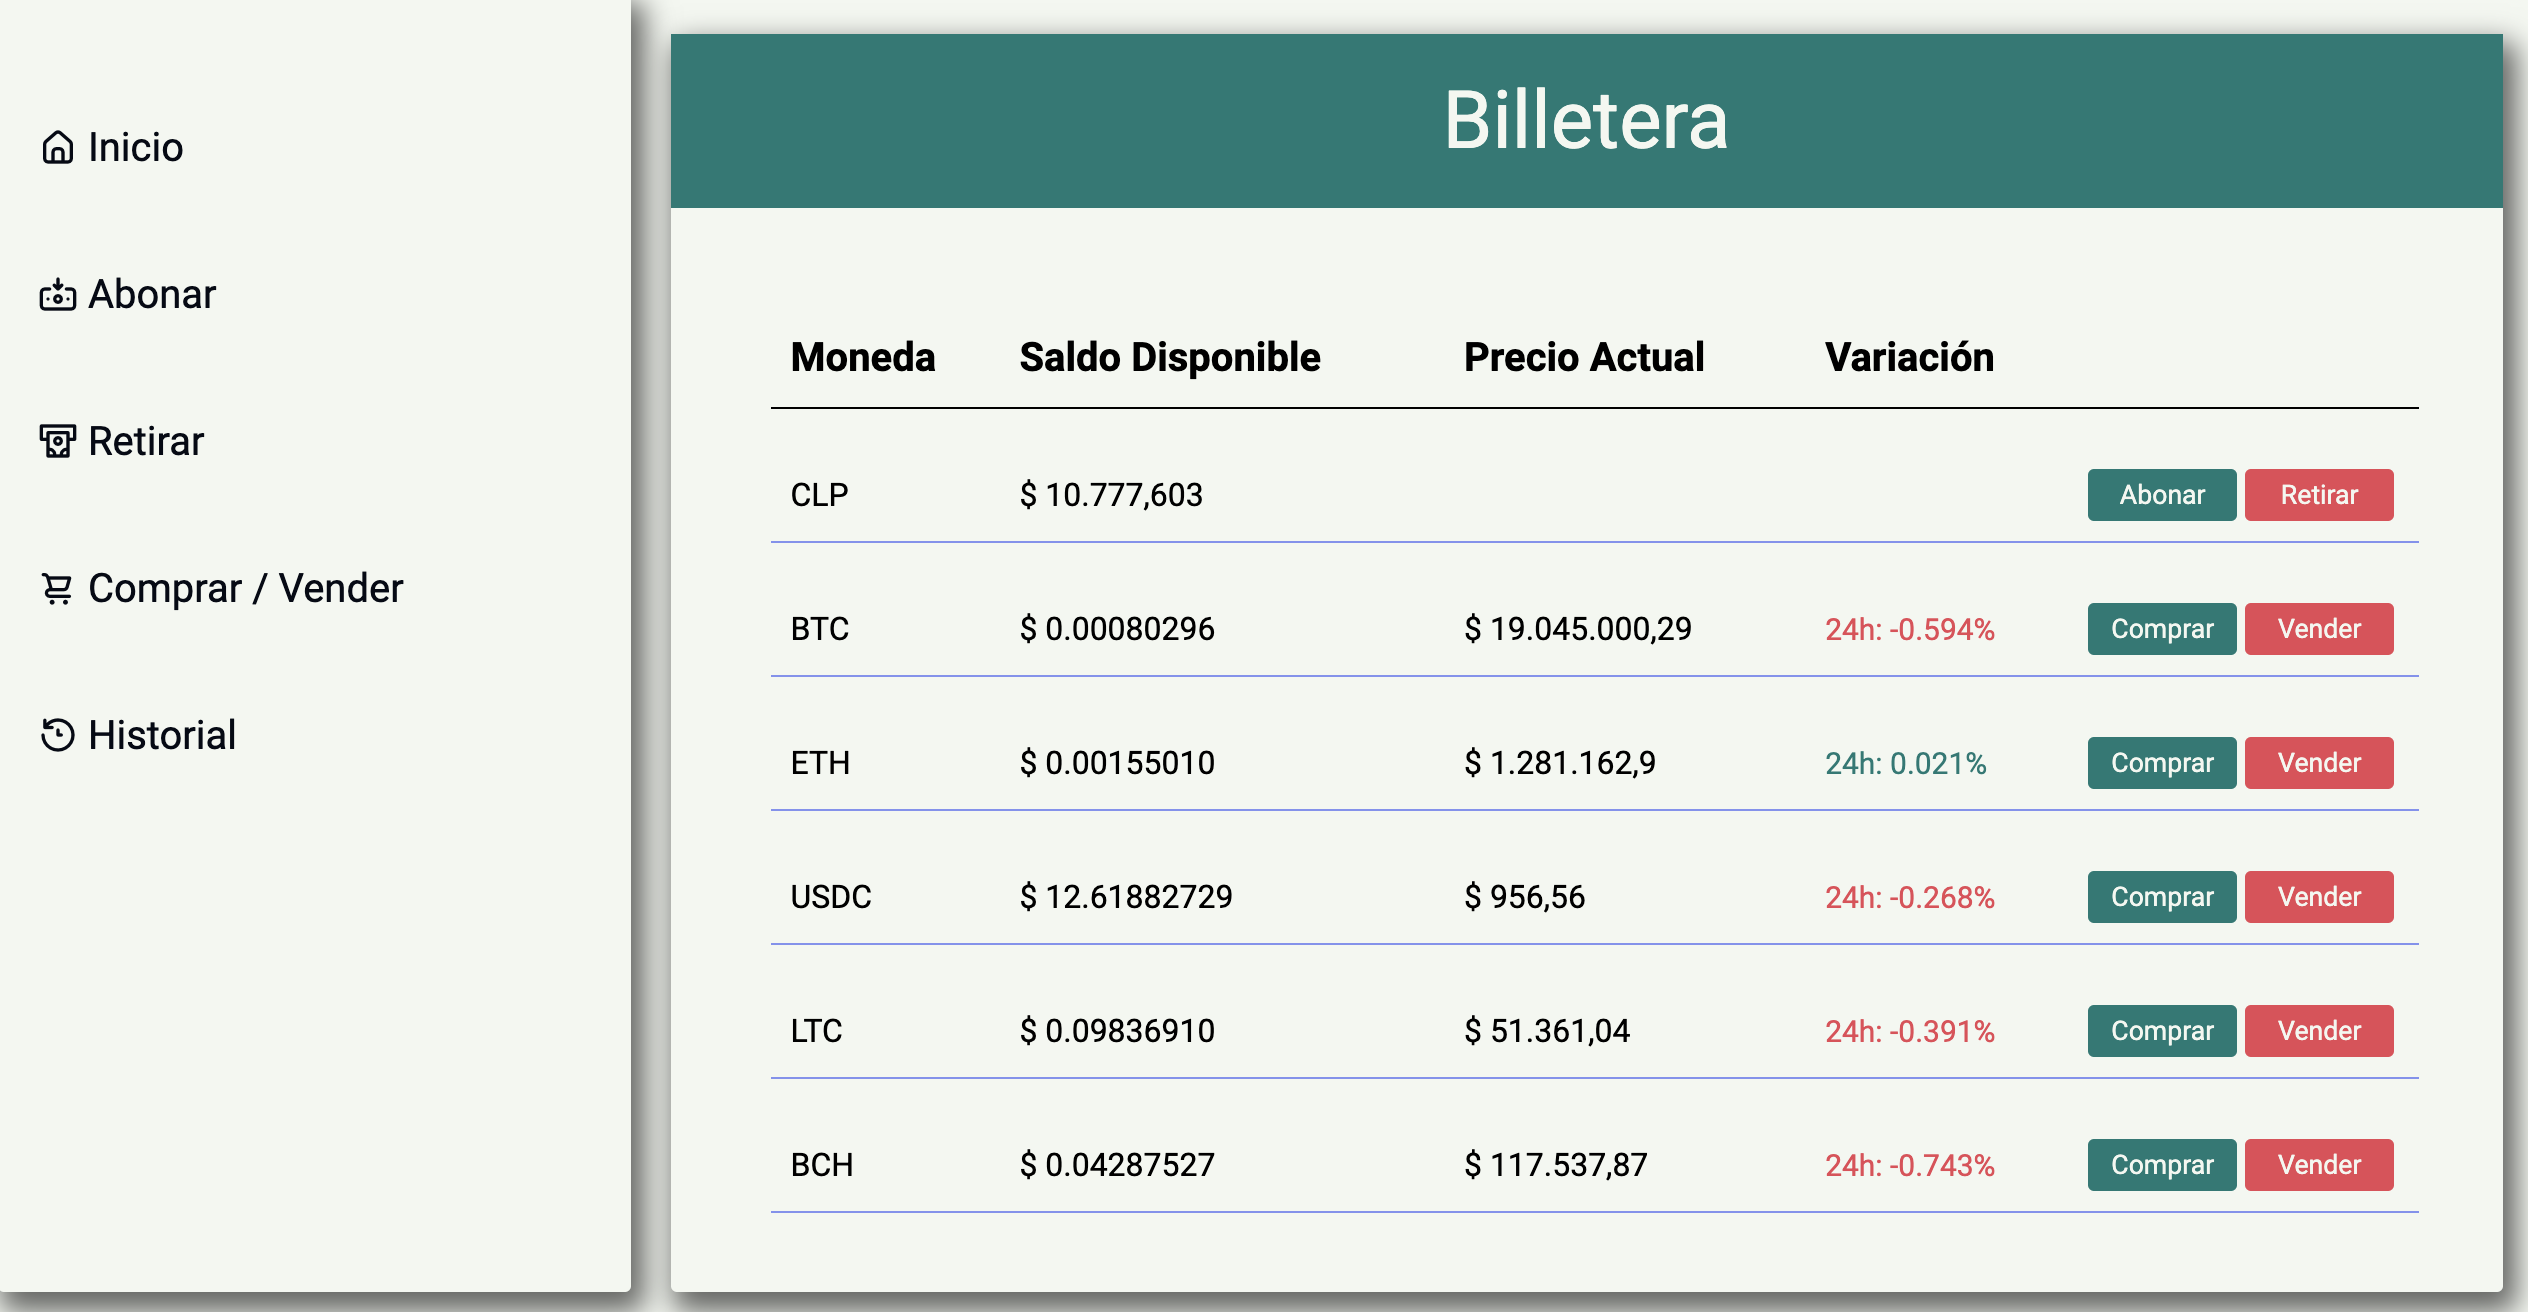 Inicio
Abonar
Retirar
Comprar / Vender
Historial
Billetera
Moneda Saldo Disponible Precio Actual Variación
CLP $ 10.777,603 Abonar Retirar
BTC $ 0.00080296 $ 19.045.000,29 24h: -0.594% Comprar Vender
ETH $ 0.00155010 $ 1.281.162,9 24h: 0.021% Comprar Vender
USDC $ 12.61882729 $ 956,56 24h: -0.268% Comprar Vender
LTC $ 0.09836910 $ 51.361,04 24h: -0.391% Comprar Vender
BCH $ 0.04287527 $ 117.537,87 24h: -0.743% Comprar Vender